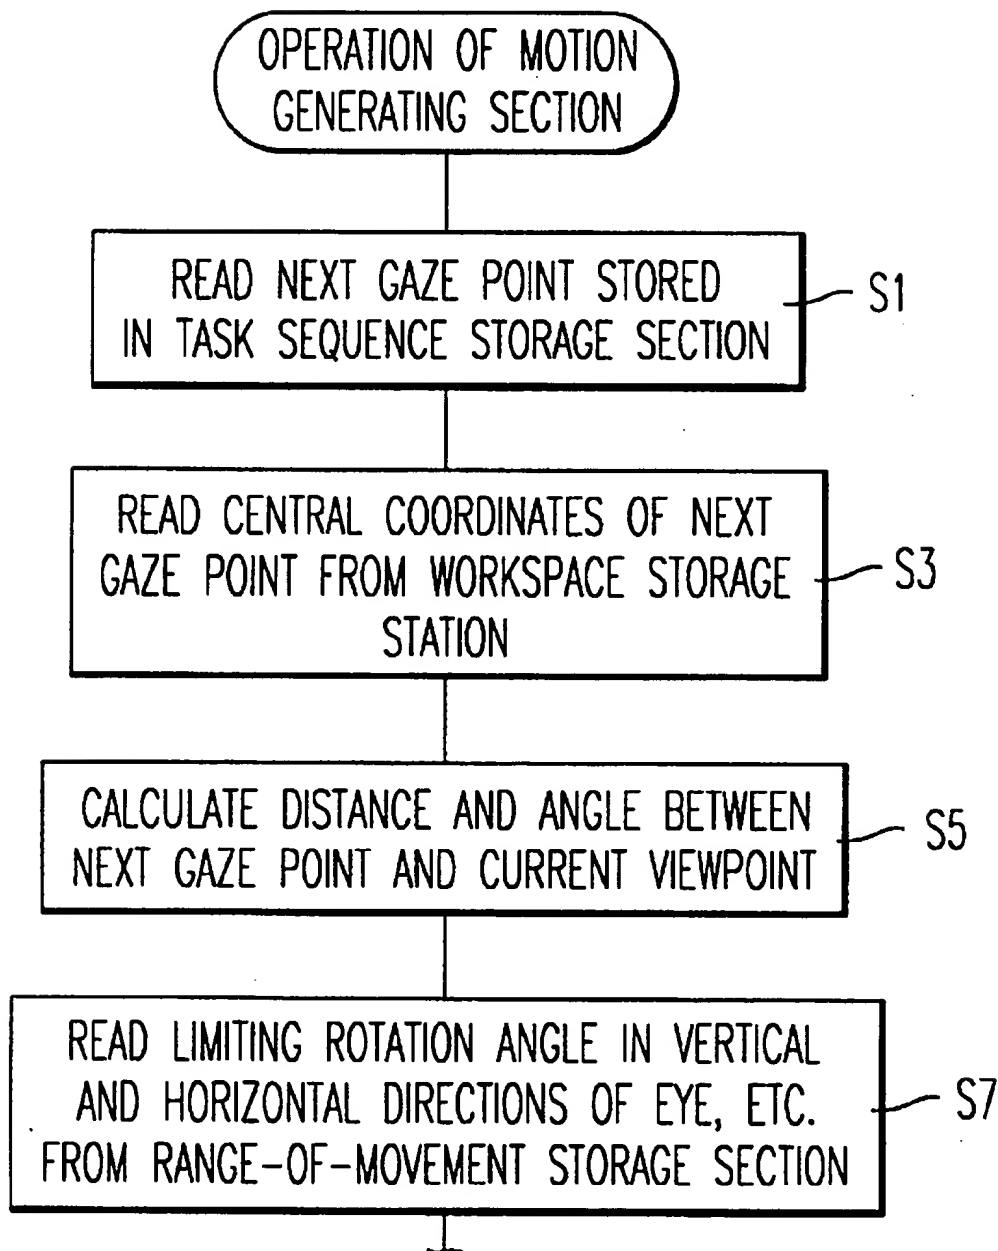 OPERATION OF MOTION
GENERATING SECTION
READ NEXT GAZE POINT STORED
IN TASK SEQUENCE STORAGE SECTION
S1
READ CENTRAL COORDINATES OF NEXT
GAZE POINT FROM WORKSPACE STORAGE
STATION
S3
CALCULATE DISTANCE AND ANGLE BETWEEN
NEXT GAZE POINT AND CURRENT VIEWPOINT
S5
READ LIMITING ROTATION ANGLE IN VERTICAL
AND HORIZONTAL DIRECTIONS OF EYE, ETC.
FROM RANGE-OF-MOVEMENT STORAGE SECTION
S7